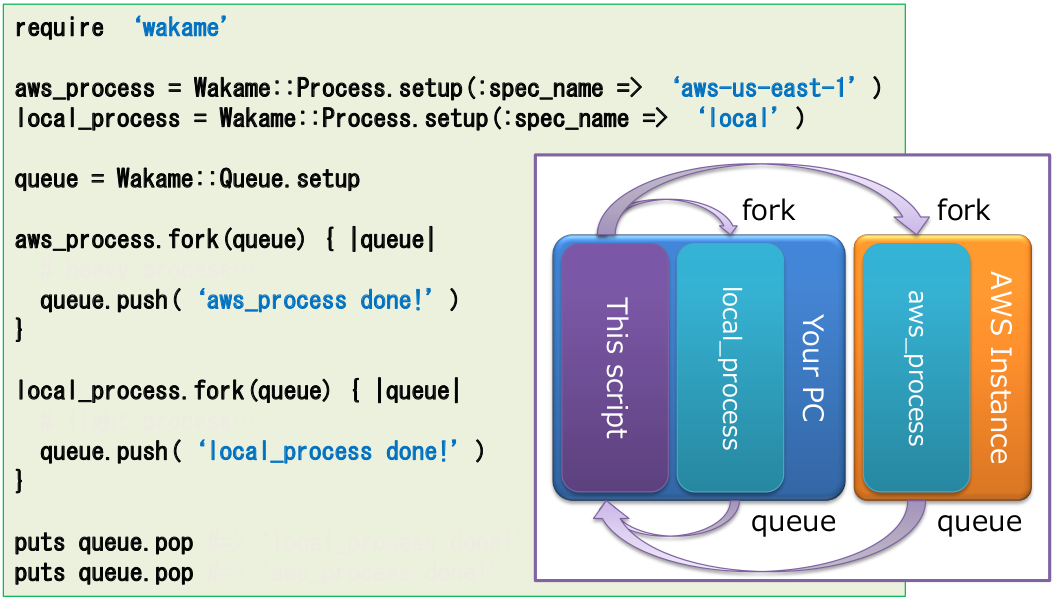 require ‘wakame’
aws_process = Wakame::Process.setup(:spec_name => ‘aws-us-east-1’)
local_process = Wakame::Process.setup(:spec_name => ‘local’)
queue = Wakame::Queue.setup
aws_process.fork(queue) { |queue|
# heavy process
queue.push(‘aws_process done!’)
}
local_process.fork(queue) { |queue|
# light process
queue.push(‘local_process done!’)
}
puts queue.pop #=> ‘local_process done!’
puts queue.pop #=> ‘aws_process done!’
fork
fork
This script
local_process
Your PC
aws_process
AWS Instance
queue
queue